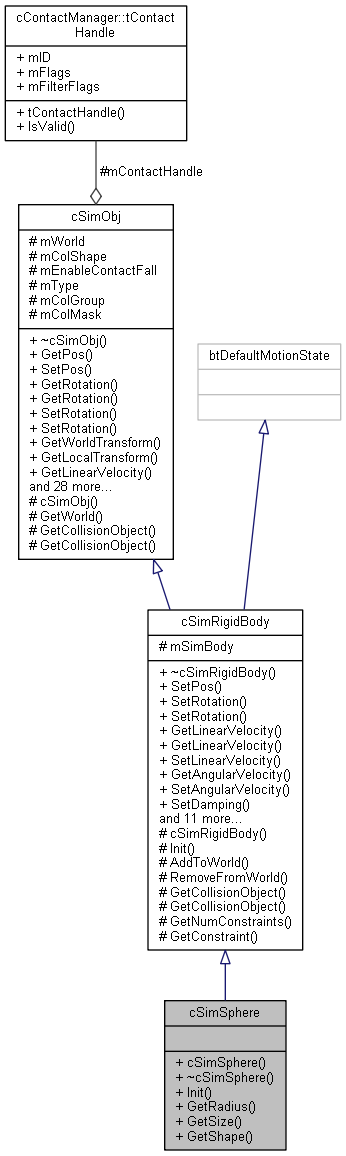 cContactManager::tContact
Handle
+ mID
+ mFlags
+ mFilterFlags
+ tContactHandle()
+ IsValid()
#mContactHandle
cSimObj
# mWorld
# mColShape
# mEnableContactFall
# mType
# mColGroup
# mColMask
+ ~cSimObj()
+ GetPos()
+ SetPos()
+ GetRotation()
+ GetRotation()
+ SetRotation()
+ SetRotation()
+ GetWorldTransform()
+ GetLocalTransform()
+ GetLinearVelocity()
and 28 more...
# cSimObj()
# GetWorld()
# GetCollisionObject()
# GetCollisionObject()
btDefaultMotionState
cSimRigidBody
# mSimBody
+ ~cSimRigidBody()
+ SetPos()
+ SetRotation()
+ SetRotation()
+ GetLinearVelocity()
+ GetLinearVelocity()
+ SetLinearVelocity()
+ GetAngularVelocity()
+ SetAngularVelocity()
+ SetDamping()
and 11 more...
# cSimRigidBody()
# Init()
# AddToWorld()
# RemoveFromWorld()
# GetCollisionObject()
# GetCollisionObject()
# GetNumConstraints()
# GetConstraint()
cSimSphere
+ cSimSphere()
+ ~cSimSphere()
+ Init()
+ GetRadius()
+ GetSize()
+ GetShape()